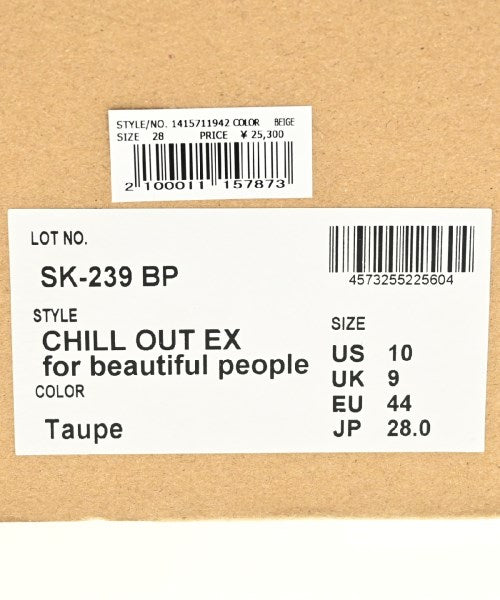 STYLE/NO. 1415711942 COLOR BEIGE
SIZE 28 PRICE ¥ 25,300
2 100011 157873
LOT NO.
SK-239 BP
4573255225604
STYLE
CHILL OUT EX
for beautiful people
COLOR
Taupe
SIZE
US 10
UK 9
EU 44
JP 28.0